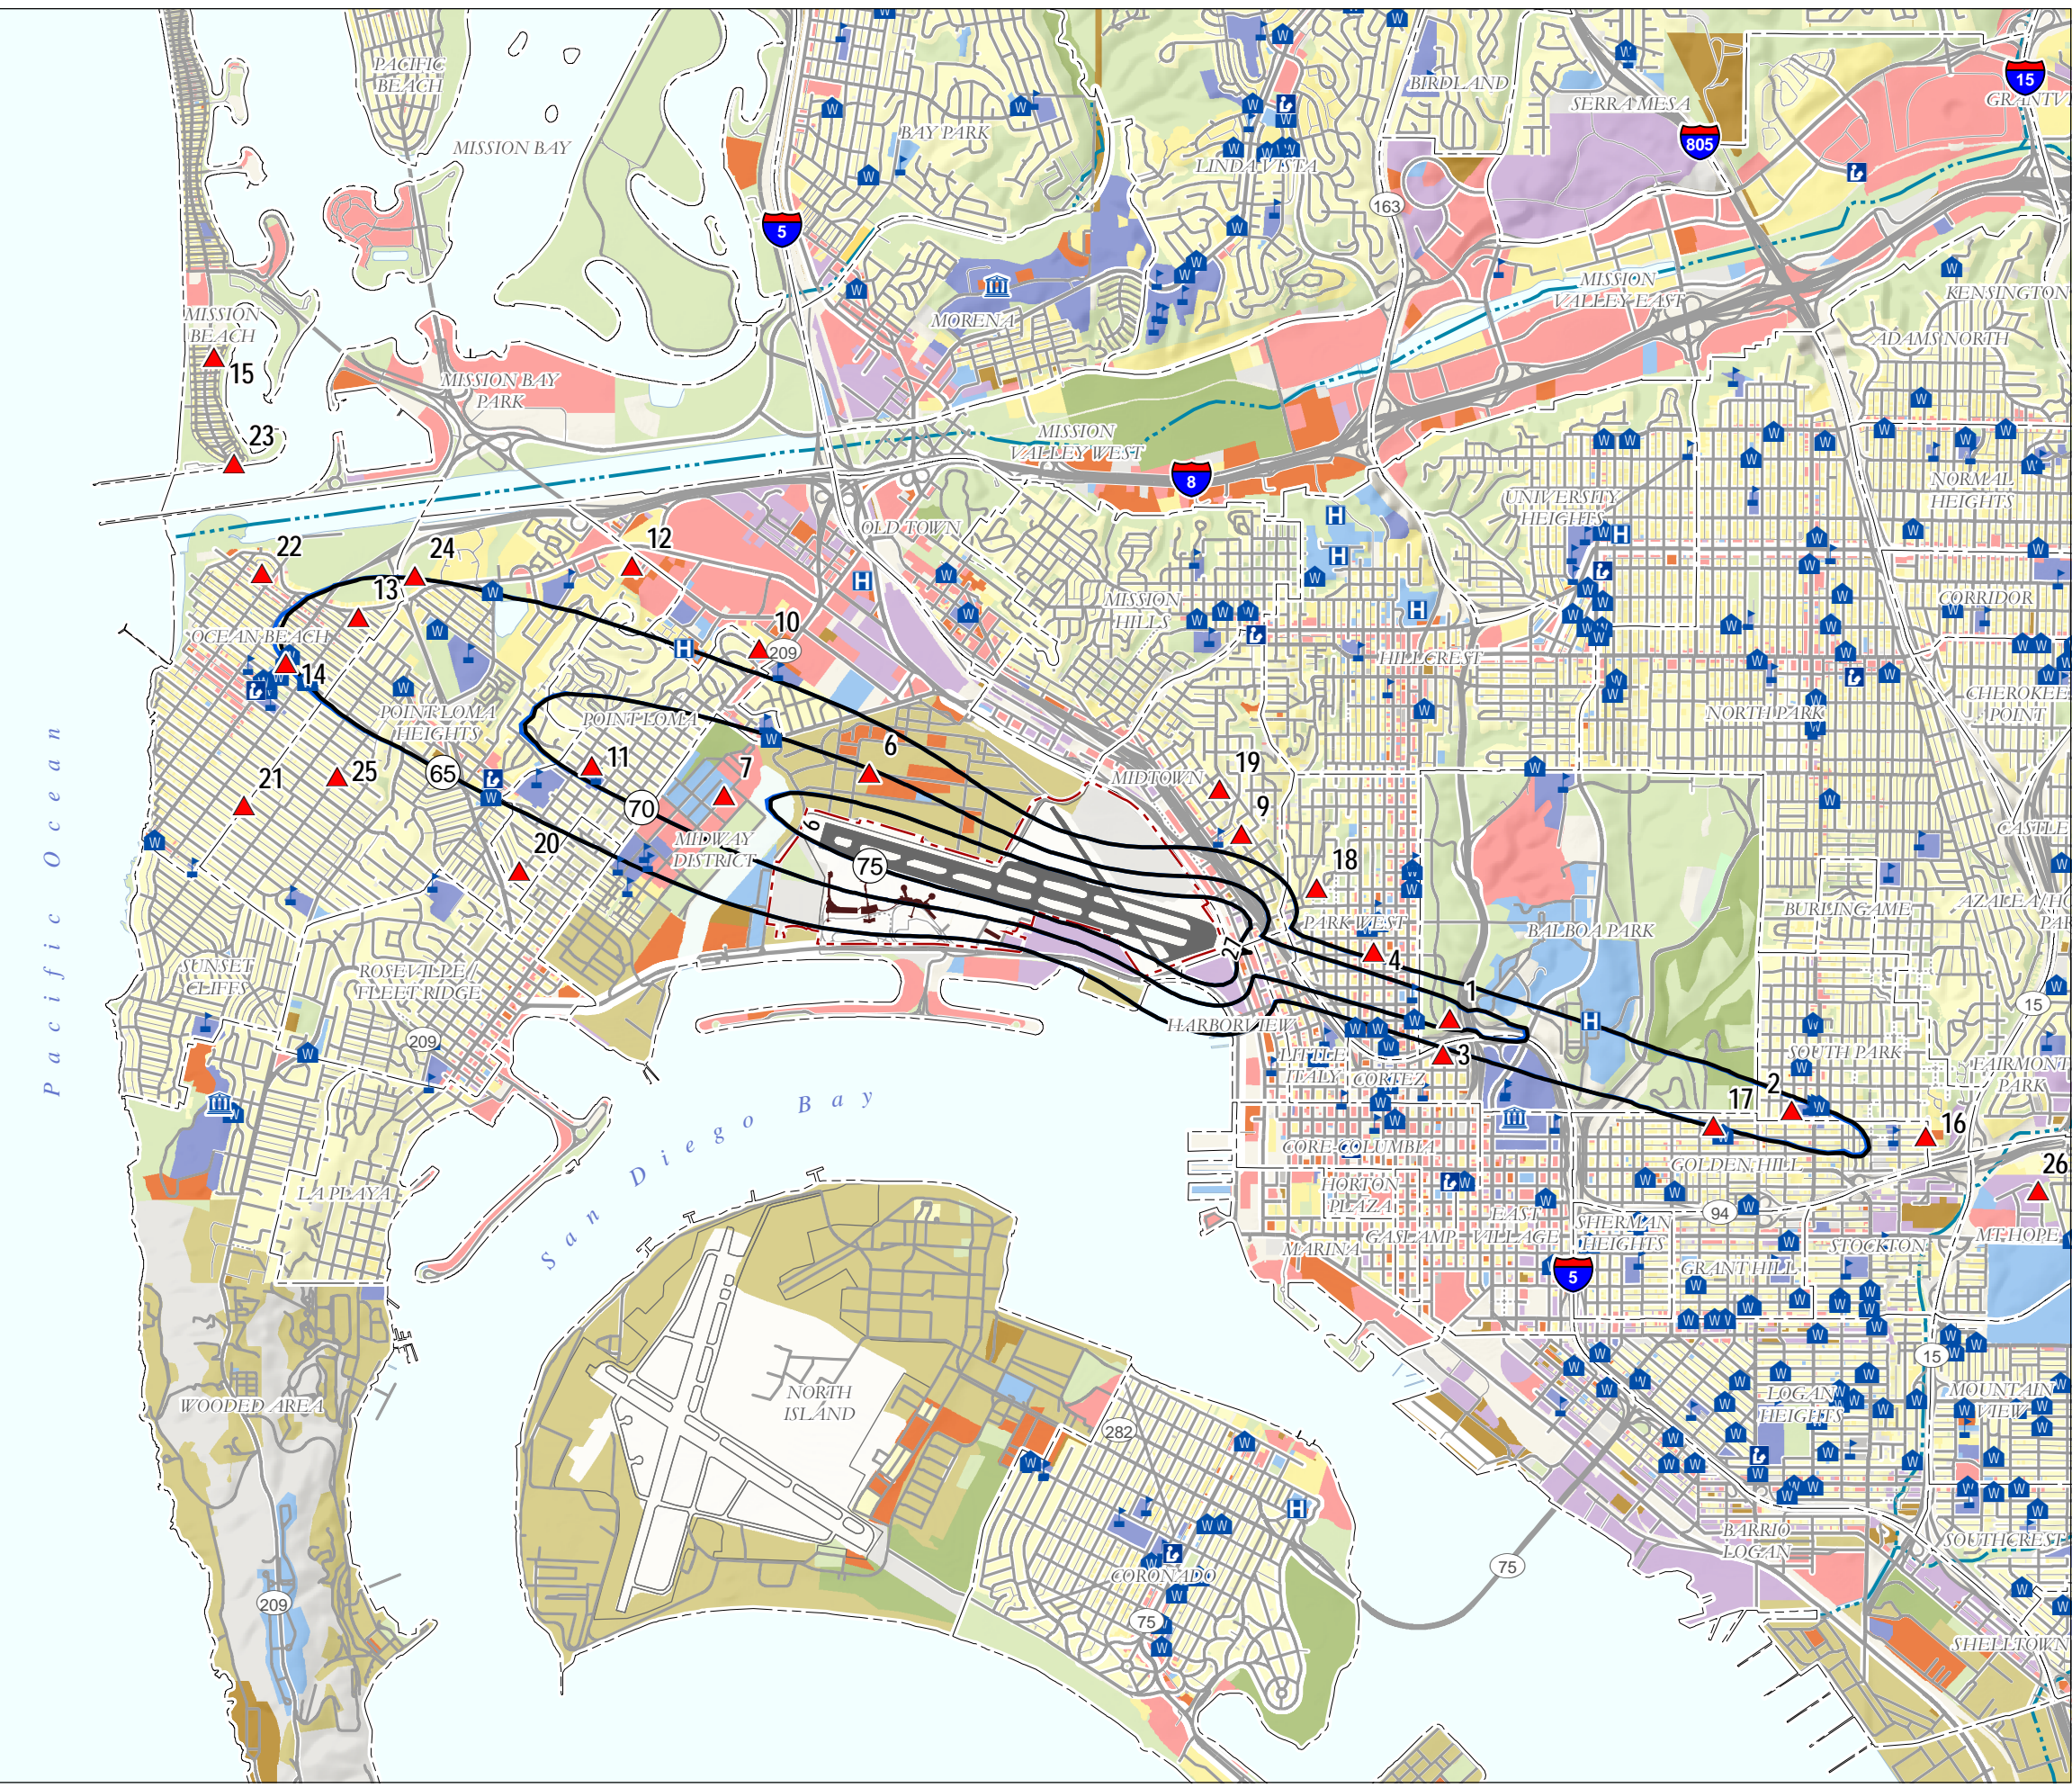 PACIFIC
BEACH
MISSION BAY
BAY PARK
LINDA VISTA
BIRDLAND
SERRA MESA
15
805
163
5
MORENA
MISSION
VALLEY EAST
KENSINGTON
ADAMS NORTH
MISSION
BEACH
15
MISSION BAY
PARK
23
MISSION
VALLEY WEST
8
UNIVERSITY
HEIGHTS
NORMAL
HEIGHTS
OLD TOWN
22
24
12
13
10
209
OCEAN BEACH
14
MISSION
HILLS
HILLCREST
CORRIDOR
CHEROKEE
POINT
NORTH PARK
POINT LOMA
HEIGHTS
POINT LOMA
65
21
25
11
70
7
6
MIDTOWN
19
9
MIDWAY
DISTRICT
9
75
20
18
27
PARK WEST
4
BALBOA PARK
BURLINGAME
SUNSET
CLIFFS
ROSEVILLE /
FLEET RIDGE
209
HARBORVIEW
1
3
LITTLE
ITALY
CORTEZ
15
SOUTH PARK
FAIRMONT
PARK
2
17
16
26
CORE-COLUMBIA
GOLDEN HILL
HORTON
PLAZA
EAST
VILLAGE
94
SHERMAN
HEIGHTS
STOCKTON
MT HOPE
MARINA
GASLAMP
GRANT HILL
5
LA PLAYA
Pacific Ocean
San Diego Bay
WOODED AREA
NORTH
ISLAND
282
15
LOGAN
HEIGHTS
MOUNTAIN
VIEW
BARRIO
LOGAN
SOUTHCREST
75
CORONADO
75
209
SHELLTOWN